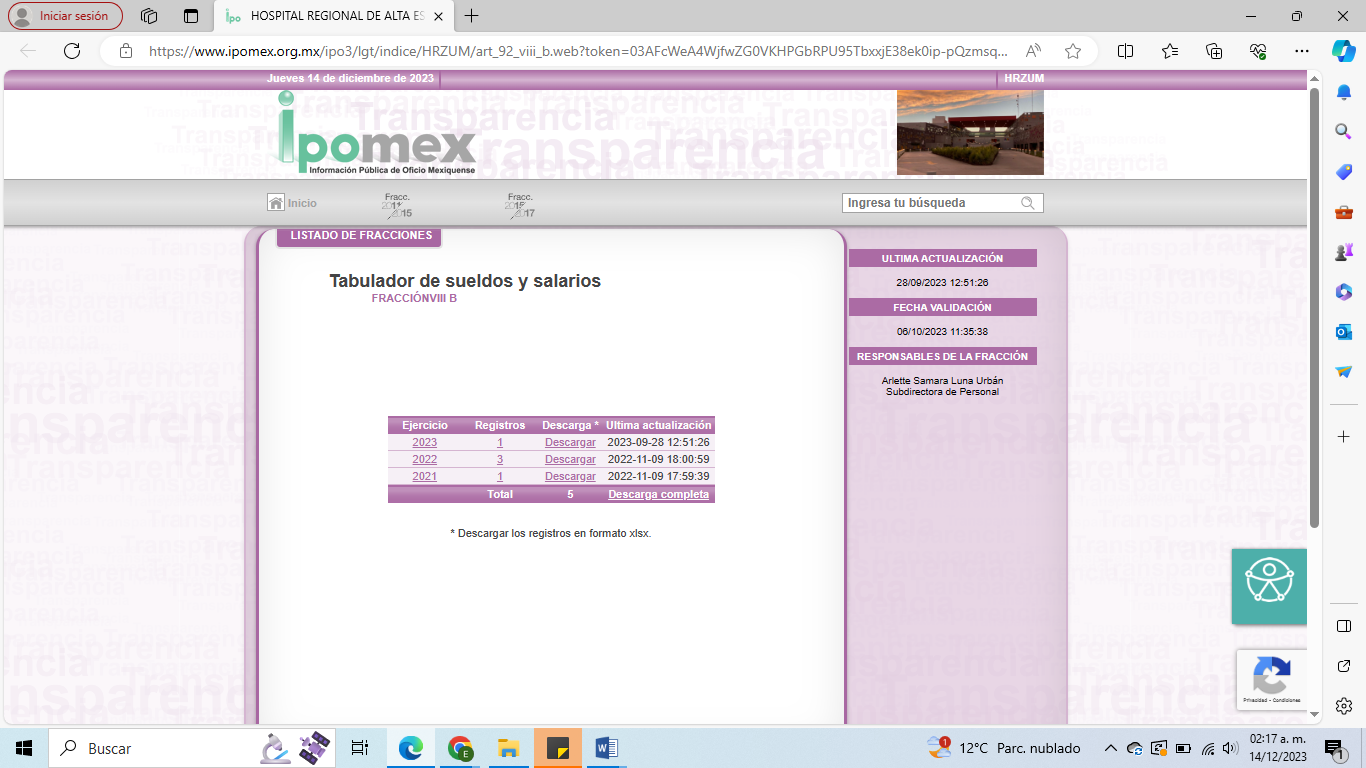 Iniciar sesión
HOSPITAL REGIONAL DE ALTA ES
https://www.ipomex.org.mx/ipo3/lgt/indice/HRZUM/art_92_viii_b.web?token=03AFcWeA4WjfwZG0VKHPGbRPU95TbxxjE38ek0ip-pQzmsq...
Jueves 14 de diciembre de 2023
HRZUM
ipomex
Información Pública de Oficio Mexiquense
Transparencia
Inicio
Fracc.
2015
Fracc.
2017
Ingresa tu búsqueda
LISTADO DE FRACCIONES
Tabulador de sueldos y salarios
FRACCIÓNVIII B
ULTIMA ACTUALIZACIÓN
28/09/2023 12:51:26
FECHA VALIDACIÓN
06/10/2023 11:35:38
RESPONSABLES DE LA FRACCIÓN
Arlette Samara Luna Urbán
Subdirectora de Personal
Ejercicio Registros Descarga * Ultima actualización
2023 1 Descargar 2023-09-28 12:51:26
2022 3 Descargar 2022-11-09 18:00:59
2021 1 Descargar 2022-11-09 17:59:39
Total 5 Descarga completa
* Descargar los registros en formato xlsx.
Privacidad - Condiciones
Buscar
12°C Parc. nublado
02:17 a. m.
14/12/2023